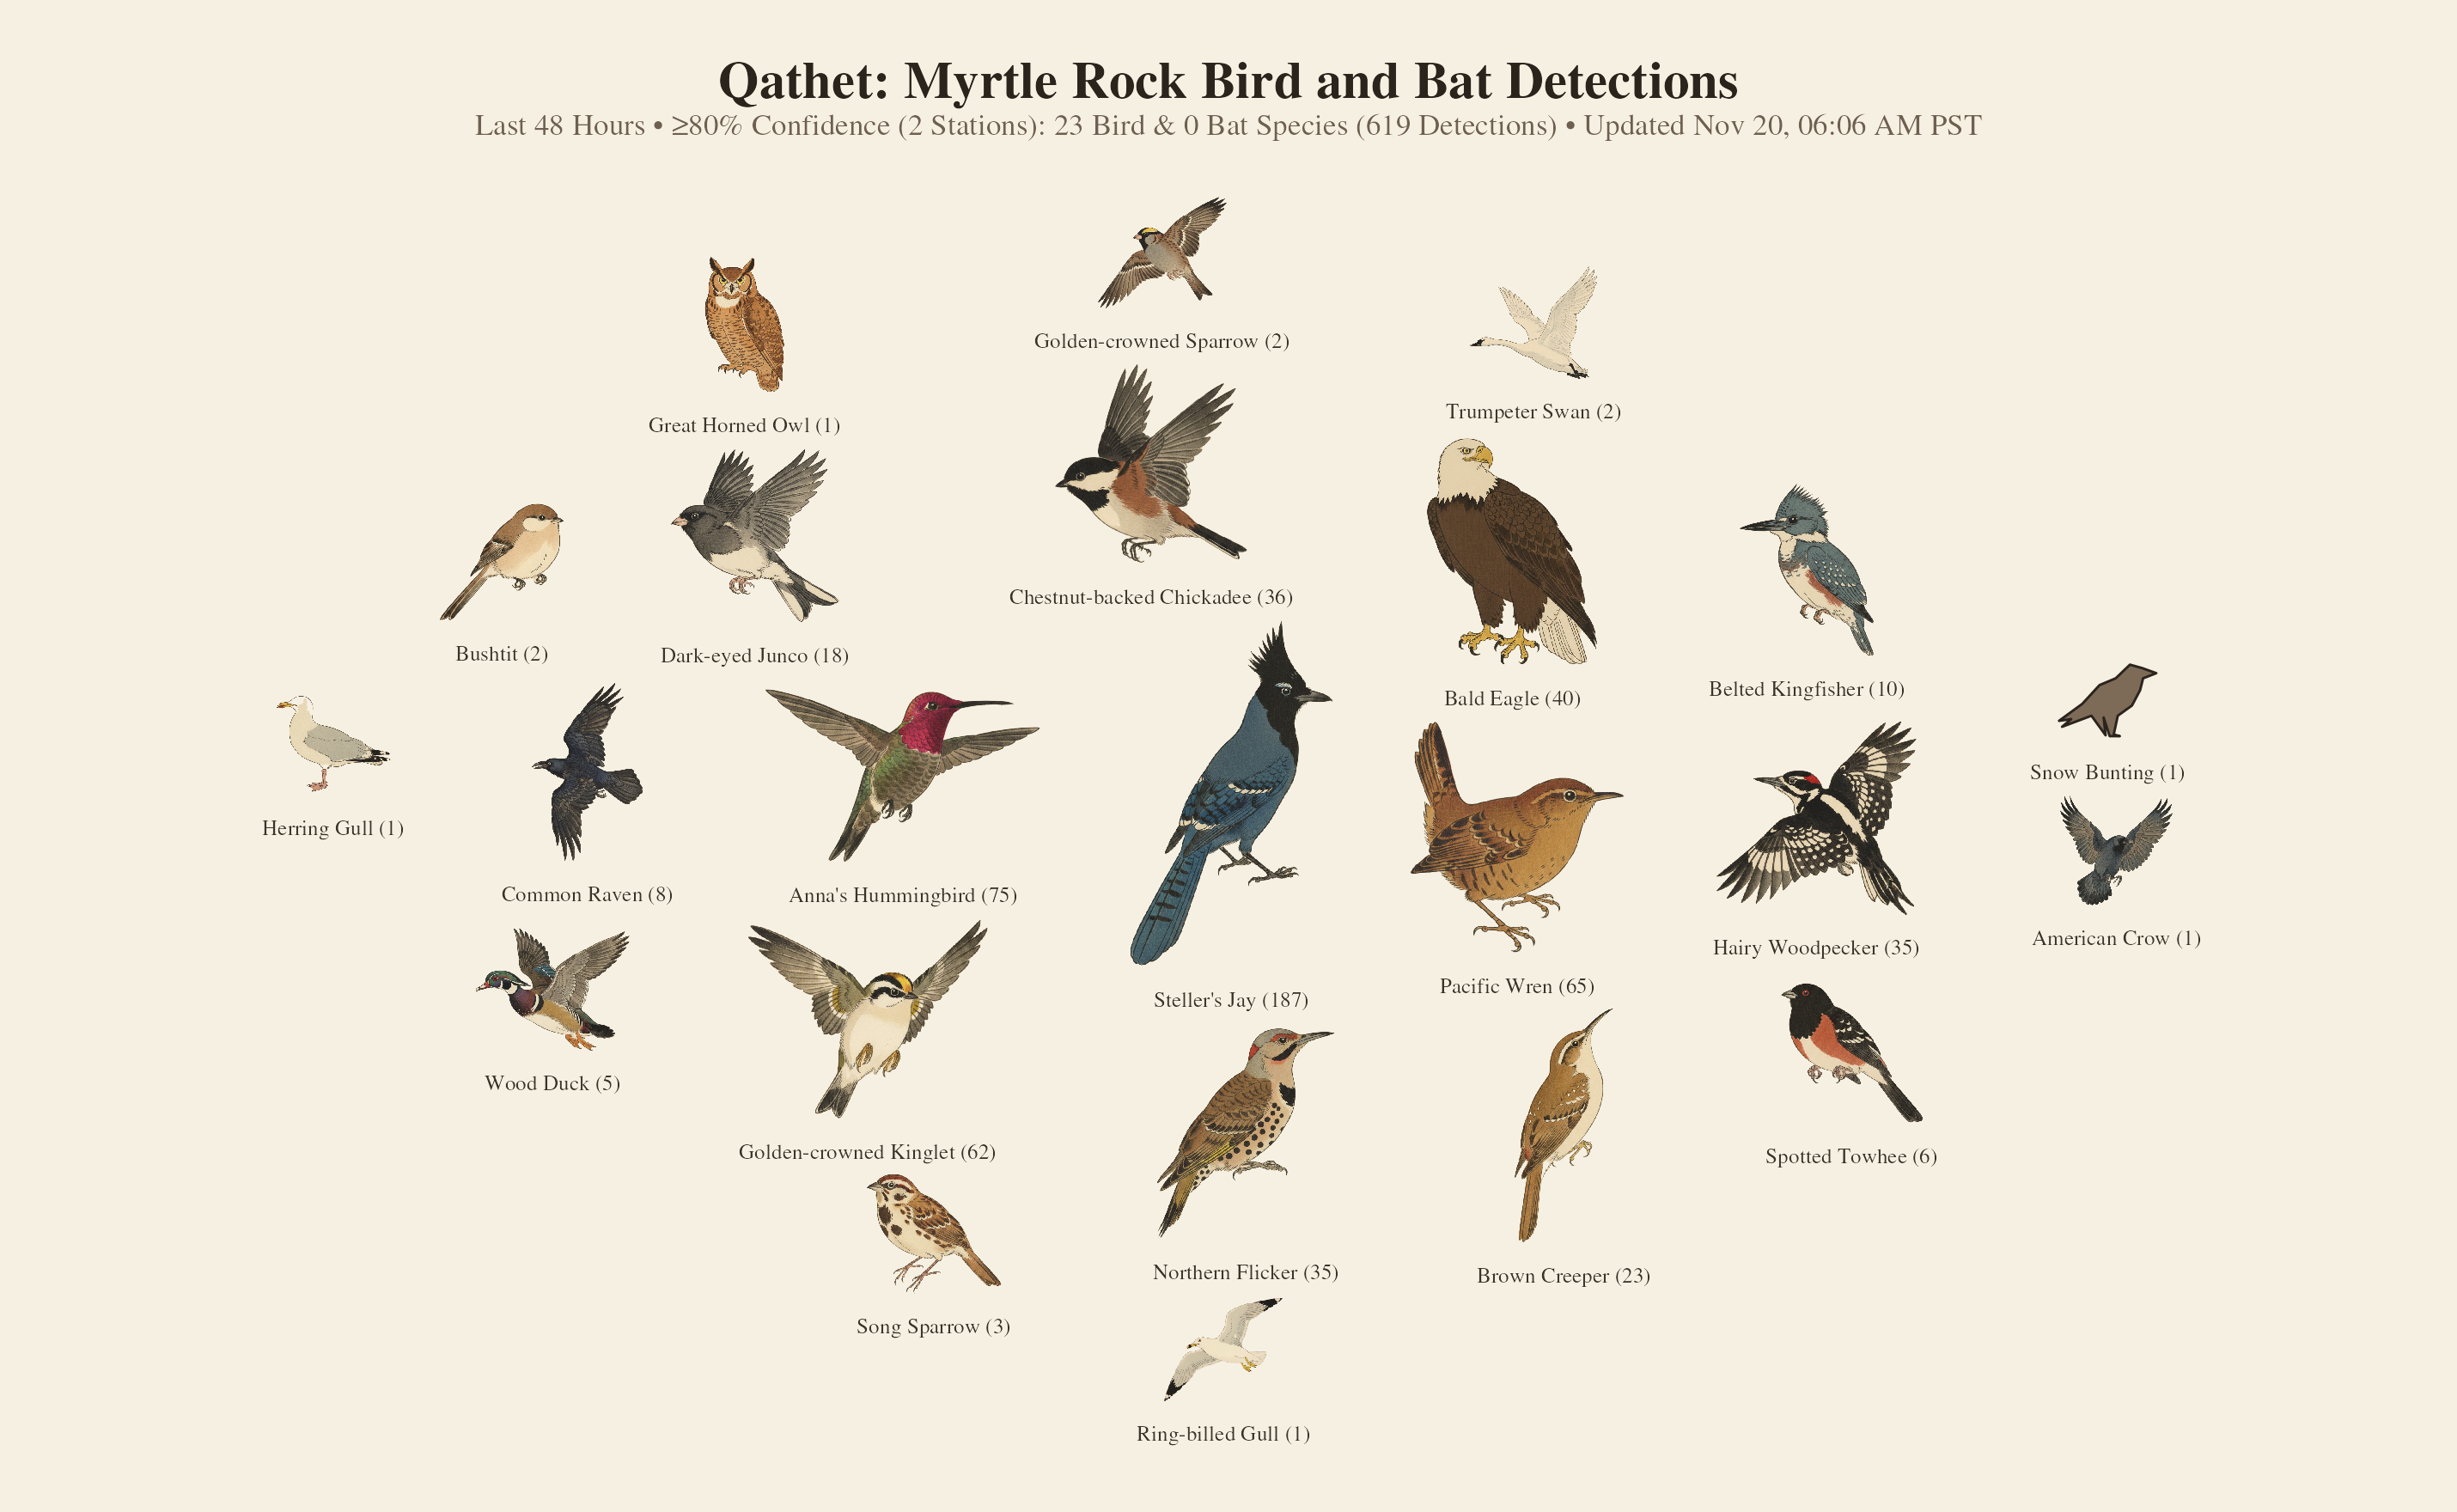 Qathet: Myrtle Rock Bird and Bat Detections
Last 48 Hours • ≥80% Confidence (2 Stations): 23 Bird & 0 Bat Species (619 Detections) • Updated Nov 20, 06:06 AM PST
Golden-crowned Sparrow (2)
Great Horned Owl (1)
Trumpeter Swan (2)
Chestnut-backed Chickadee (36)
Bushtit (2)
Dark-eyed Junco (18)
Bald Eagle (40)
Belted Kingfisher (10)
Snow Bunting (1)
Herring Gull (1)
Common Raven (8)
Anna's Hummingbird (75)
Steller's Jay (187)
Pacific Wren (65)
Hairy Woodpecker (35)
American Crow (1)
Wood Duck (5)
Golden-crowned Kinglet (62)
Spotted Towhee (6)
Northern Flicker (35)
Brown Creeper (23)
Song Sparrow (3)
Ring-billed Gull (1)